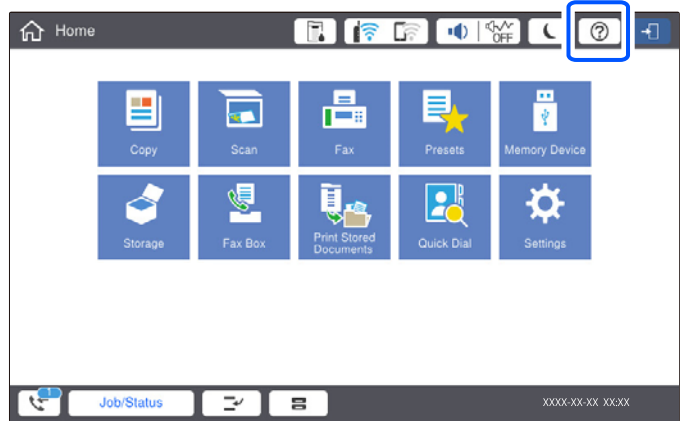 Home
OFF
?
Copy
Scan
Fax
Presets
Memory Device
Storage
Fax Box
Print Stored
Documents
Quick Dial
Settings
1
Job/Status
XXXX-XX-XX XX:XX